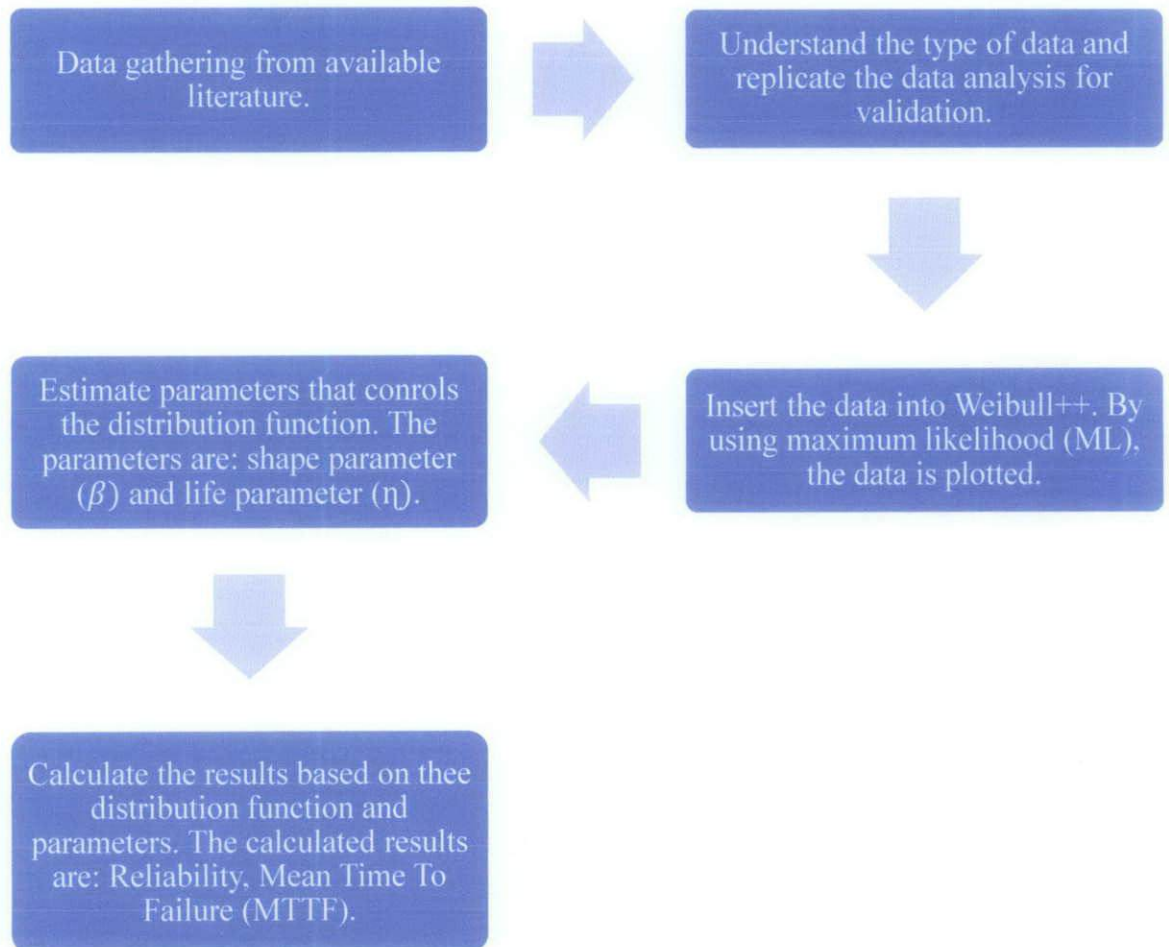 Data gathering from available
literature.
Understand the type of data and
replicate the data analysis for
validation.
Insert the data into Weibull++. By
using maximum likelihood (ML),
the data is plotted.
Estimate parameters that conrols
the distribution function. The
parameters are: shape parameter
(β) and life parameter (η).
Calculate the results based on thee
distribution function and
parameters. The calculated results
are: Reliability, Mean Time To
Failure (MTTF).